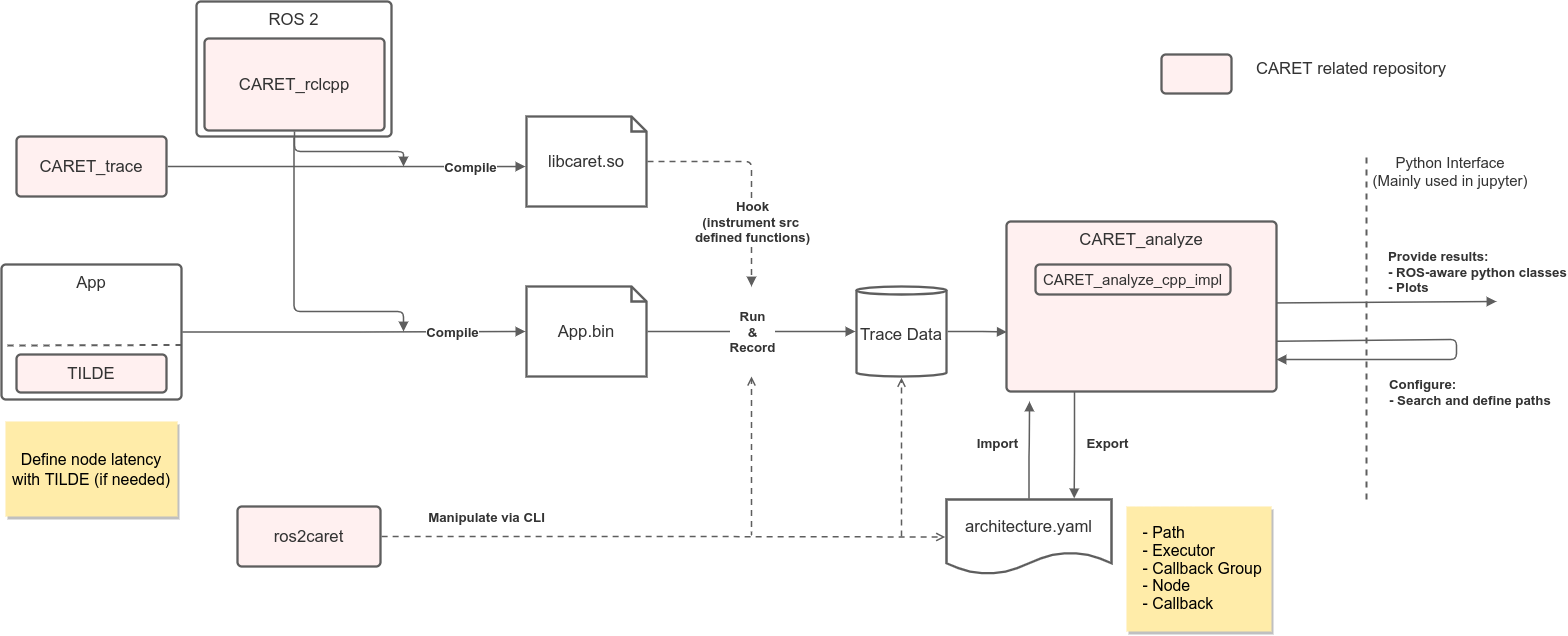 ROS 2
CARET_rclcpp
CARET related repository
CARET_trace
Compile
libcaret.so
Python Interface
(Mainly used in jupyter)
Hook
(instrument src
defined functions)
CARET_analyze
CARET_analyze_cpp_impl
Provide results:
- ROS-aware python classes
- Plots
App
TILDE
Compile
App.bin
Run
&
Record
Trace Data
Configure:
- Search and define paths
Import
Export
Define node latency
with TILDE (if needed)
ros2caret
Manipulate via CLI
architecture.yaml
- Path
- Executor
- Callback Group
- Node
- Callback